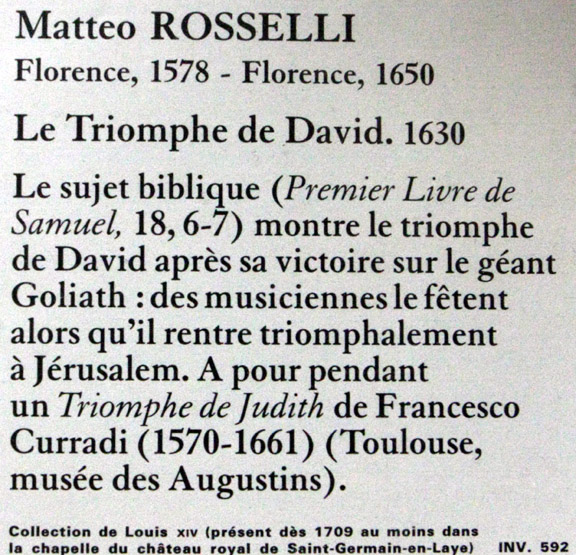 Matteo ROSSELLI
Florence, 1578 - Florence, 1650
Le Triomphe de David. 1630
Le sujet biblique (Premier Livre de
Samuel, 18, 6-7) montre le triomphe
de David après sa victoire sur le géant
Goliath : des musiciennes le fêtent
alors qu'il rentre triomphalement
à Jérusalem. A pour pendant
un Triomphe de Judith de Francesco
Curradi (1570-1661) (Toulouse,
musée des Augustins).
Collection de Louis XIV (présent dès 1709 au moins dans
la chapelle du château royal de Saint-Germain-en-Laye) INV. 592